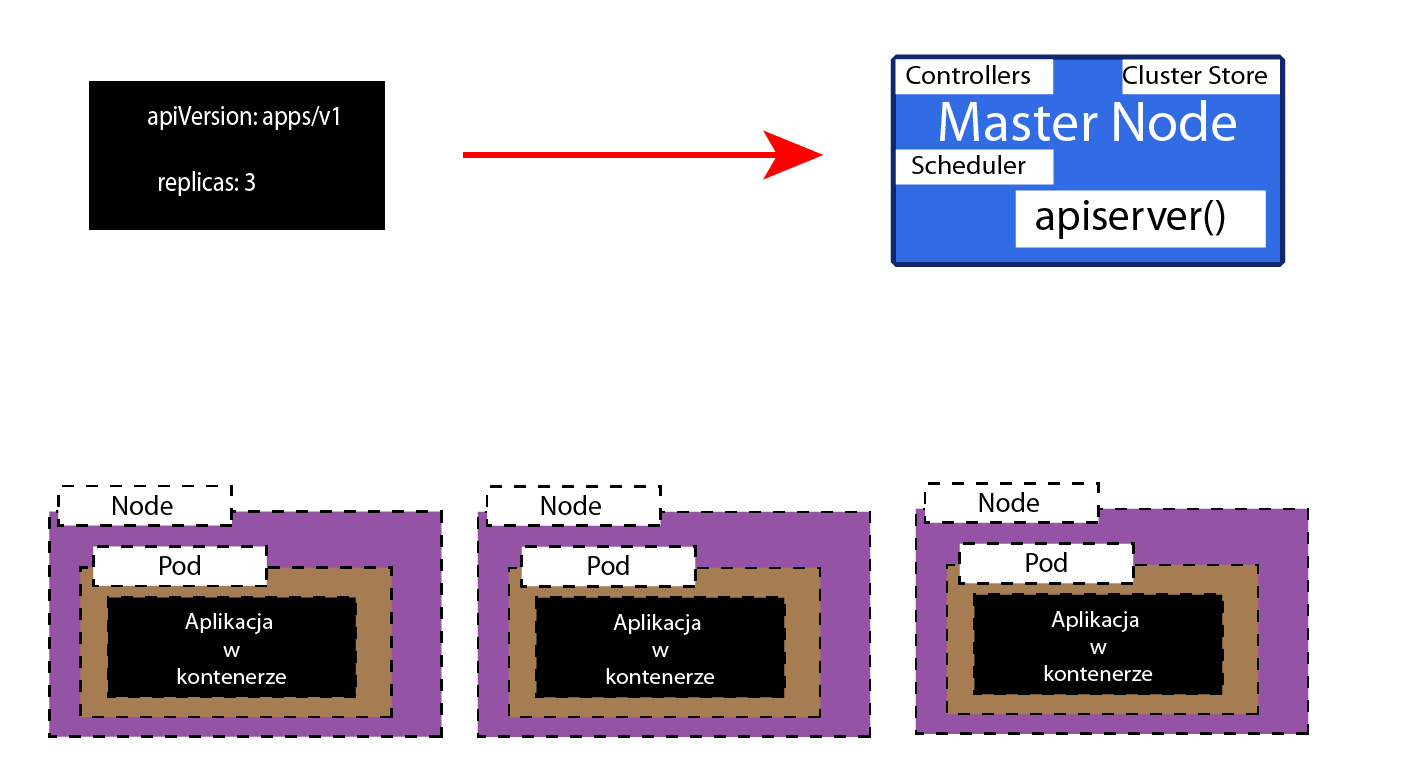 apiVersion: apps/v1
replicas: 3
Controllers
Cluster Store
Master Node
Scheduler
apiserver()
Node
Pod
Aplikacja
w
kontenerze
Node
Pod
Aplikacja
w
kontenerze
Node
Pod
Aplikacja
w
kontenerze